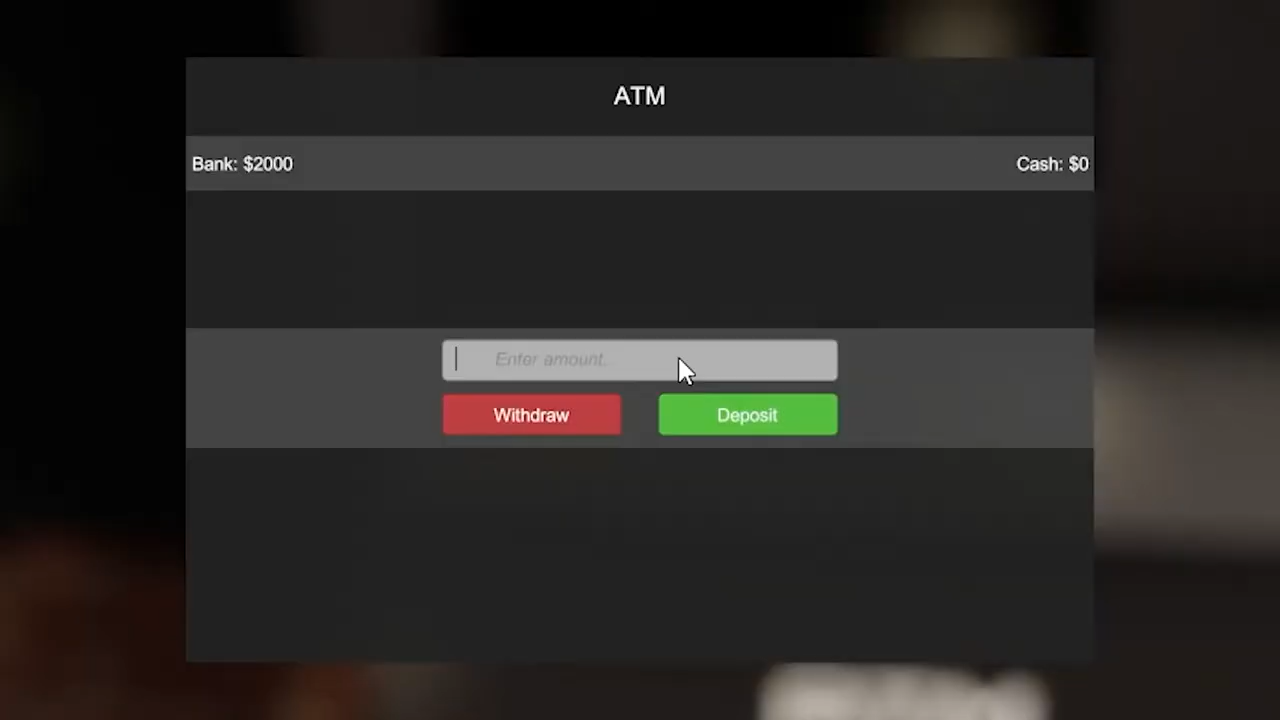 ATM
Bank: $2000
Cash: $0
Enter amount.
Withdraw
Deposit